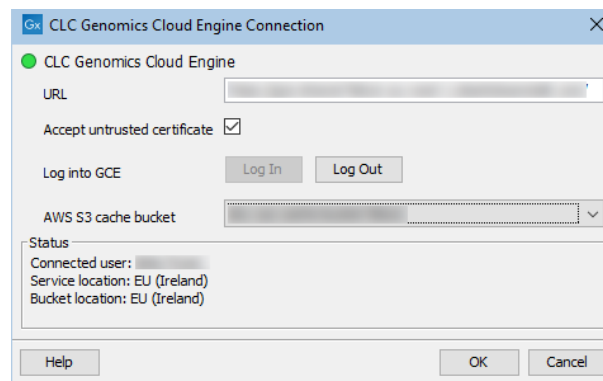 Gx CLC Genomics Cloud Engine Connection
CLC Genomics Cloud Engine
URL
Accept untrusted certificate
Log into GCE Log In Log Out
AWS S3 cache bucket
Status
Connected user:
Service location: EU (Ireland)
Bucket location: EU (Ireland)
Help OK Cancel